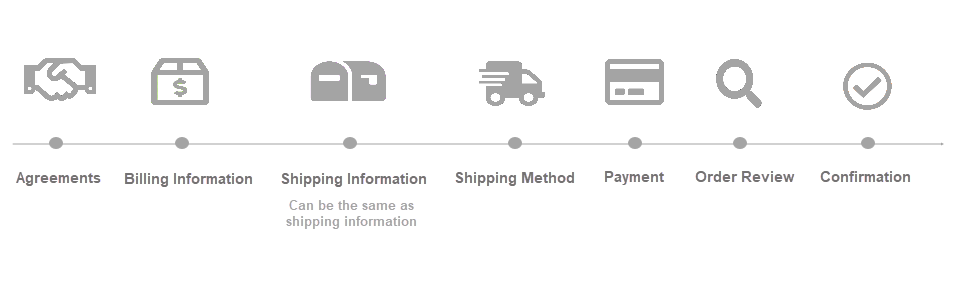 $
Agreements
Billing Information
Shipping Information
Can be the same as
shipping information
Shipping Method
Payment
Order Review
Confirmation